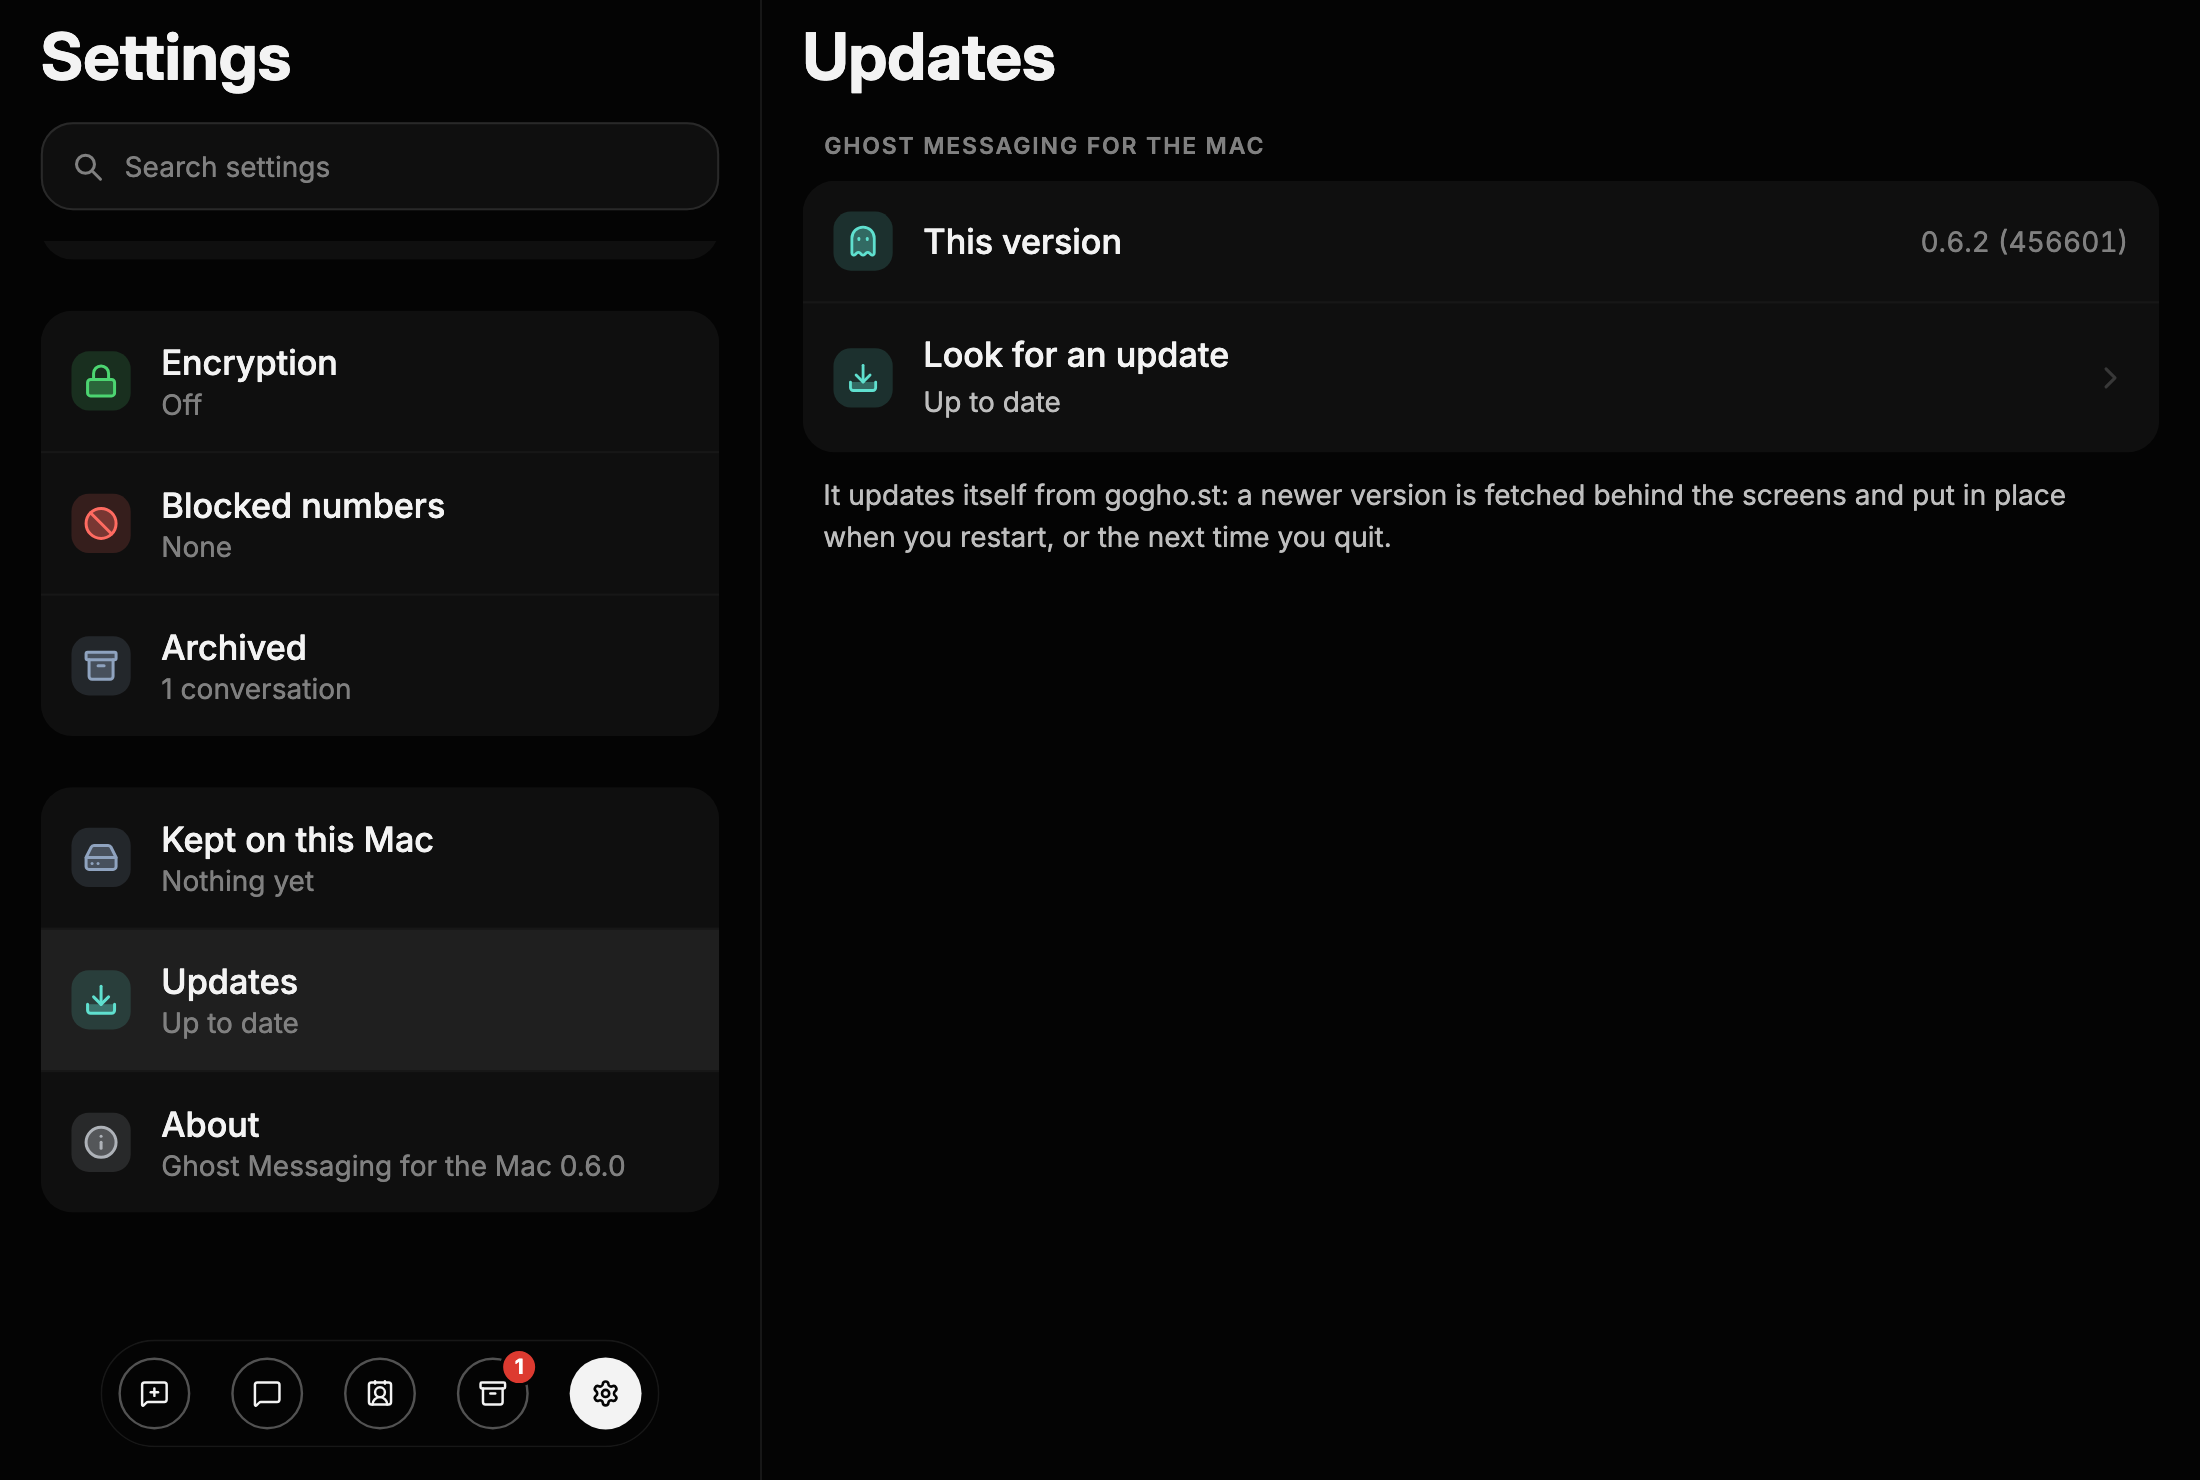 Settings
Search settings
Encryption
Off
Blocked numbers
None
Archived
1 conversation
Kept on this Mac
Nothing yet
Updates
Up to date
About
Ghost Messaging for the Mac 0.6.0
1
Updates
GHOST MESSAGING FOR THE MAC
This version
0.6.2 (456601)
Look for an update
Up to date
It updates itself from gogho.st: a newer version is fetched behind the screens and put in place
when you restart, or the next time you quit.